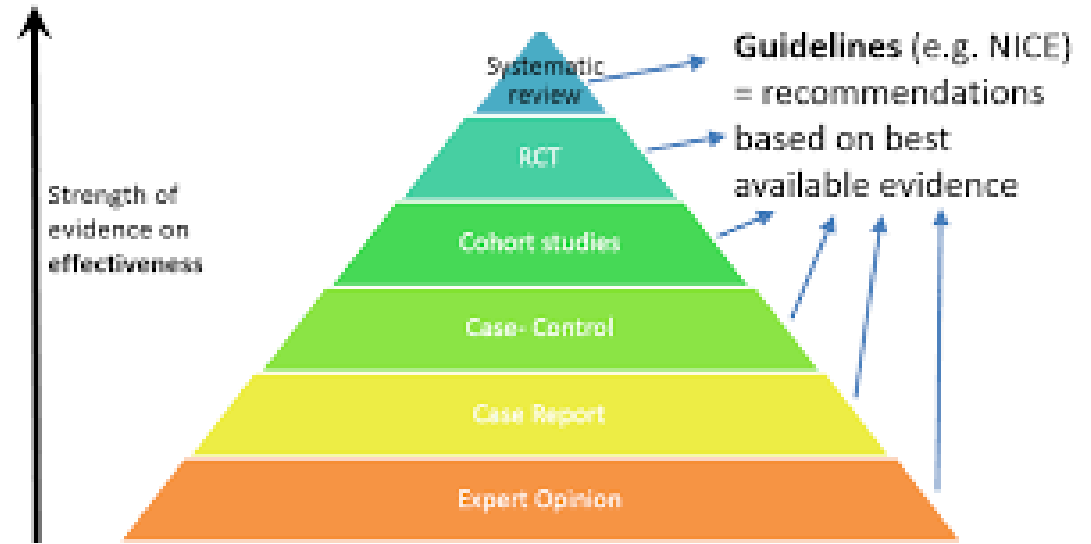 Systematic
review
RCT
Cohort studies
Case- Control
Case Report
Expert Opinion
Strength of
evidence on
effectiveness
Guidelines (e.g. NICE)
= recommendations
based on best
available evidence